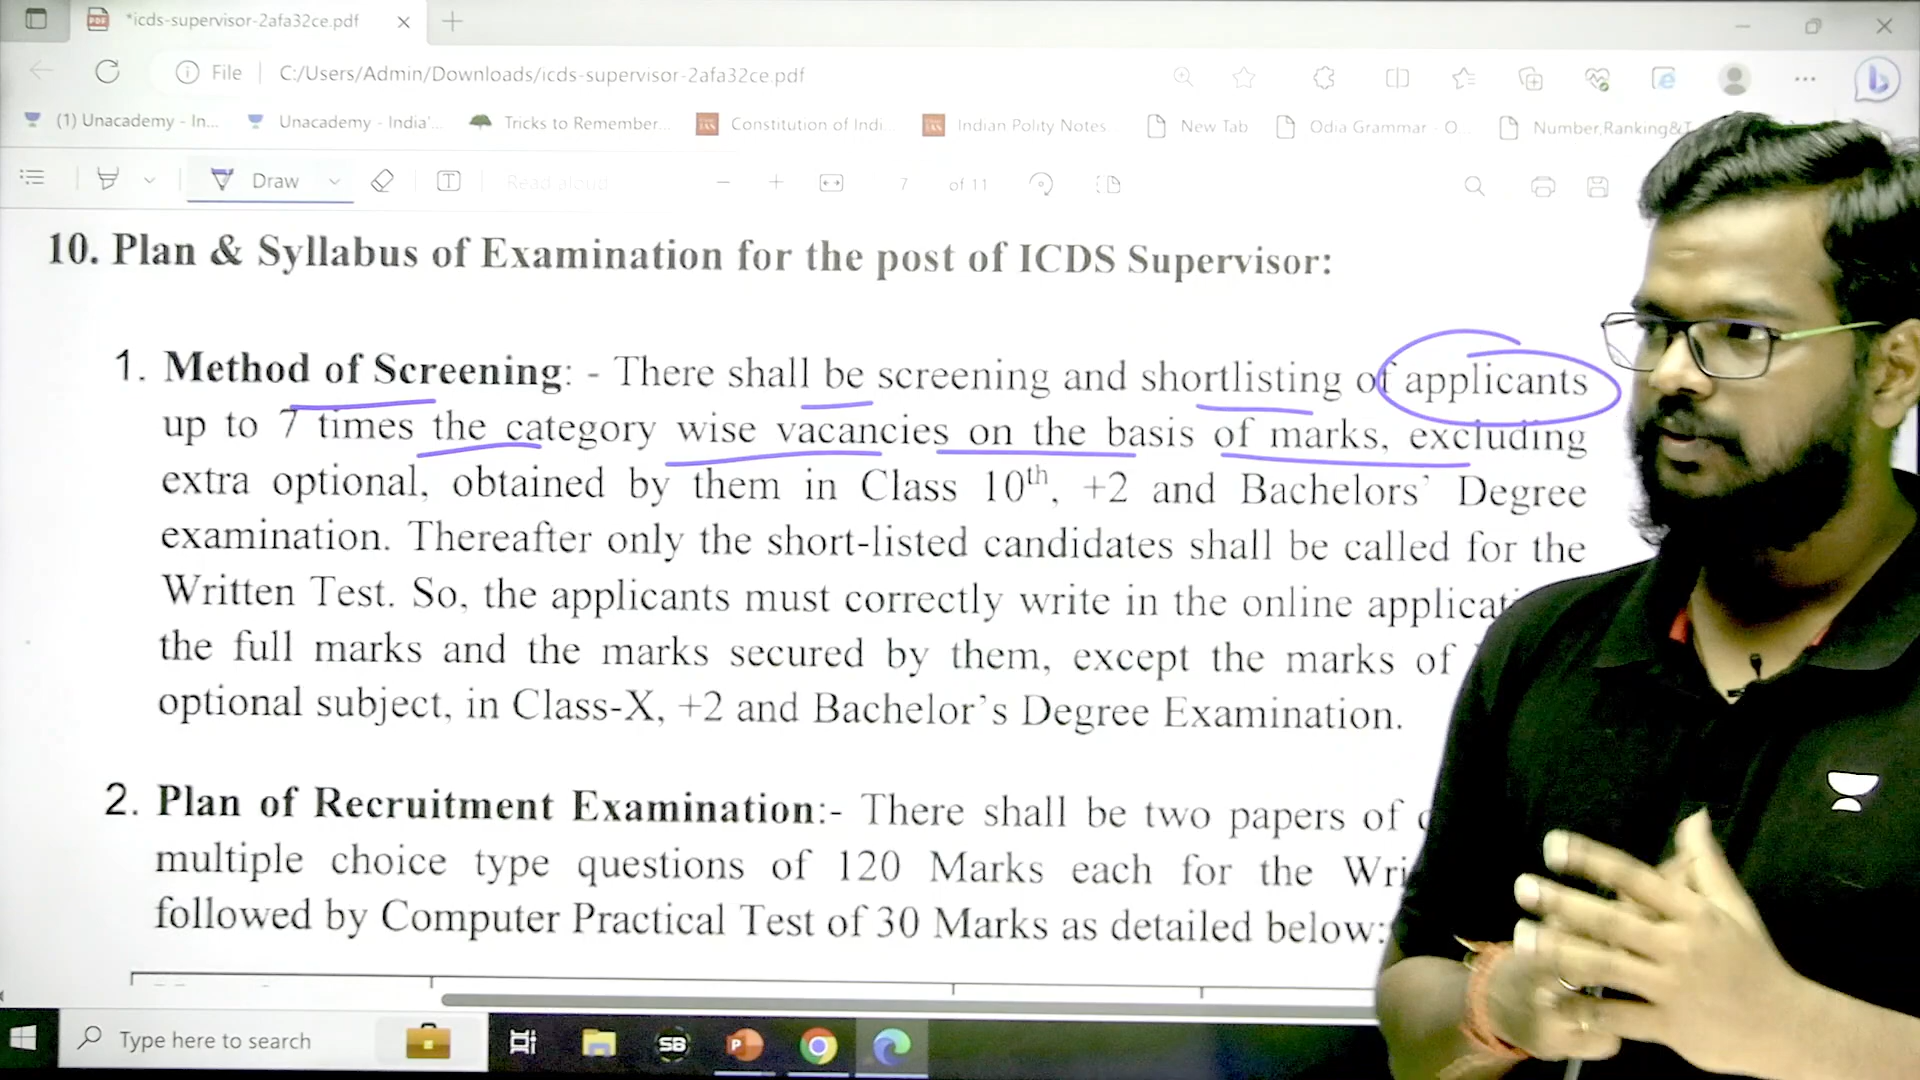 *icds-supervisor-2afa32ce.pdf
File
C:/Users/Admin/Downloads/icds-supervisor-2afa32ce.pdf
(1) Unacademy - In...
Unacademy - India'...
Tricks to Remember...
Constitution of Indi...
Indian Polity Notes
New Tab
Odia Grammar - O...
Number,Ranking&T
Draw
Read aloud
7 of 11
10. Plan & Syllabus of Examination for the post of ICDS Supervisor:
1. Method of Screening: - There shall be screening and shortlisting of applicants
up to 7 times the category wise vacancies on the basis of marks, excluding
extra optional, obtained by them in Class 10th, +2 and Bachelors' Degree
examination. Thereafter only the short-listed candidates shall be called for the
Written Test. So, the applicants must correctly write in the online
the full marks and the marks secured by them, except the marks of
optional subject, in Class-X, +2 and Bachelor's Degree Examination.
2. Plan of Recruitment Examination:- There shall be two papers of
multiple choice type questions of 120 Marks each for the
followed by Computer Practical Test of 30 Marks as detailed below:
Type here to search
SB
P